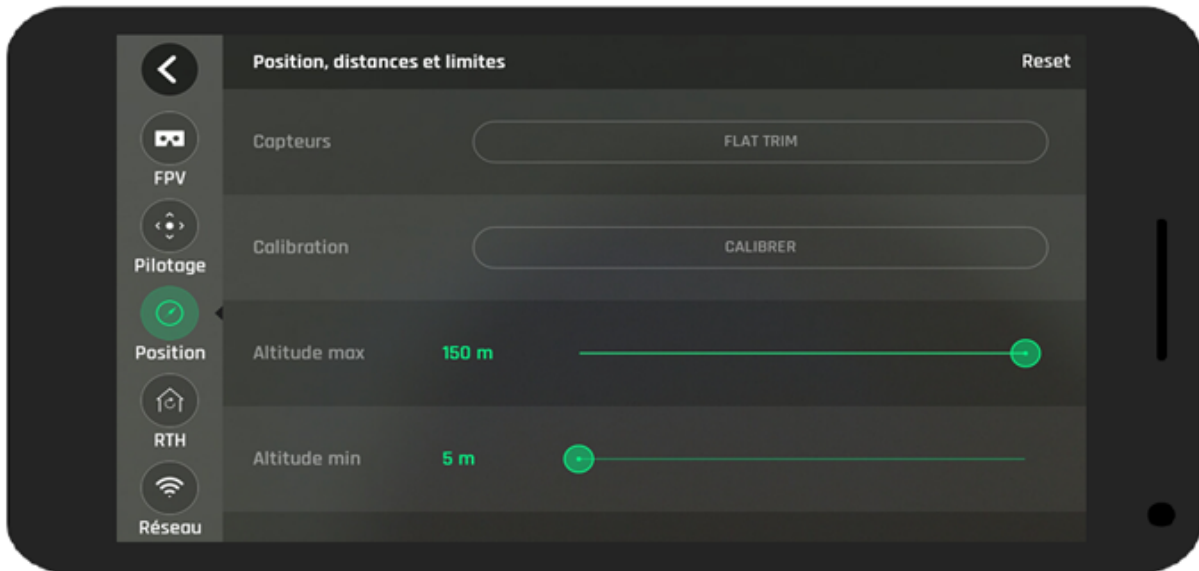 Position, distances et limites
Reset
FPV
Pilotage
Position
RTH
Réseau
Capteurs
FLAT TRIM
Calibration
CALIBRER
Altitude max
150 m
Altitude min
5 m